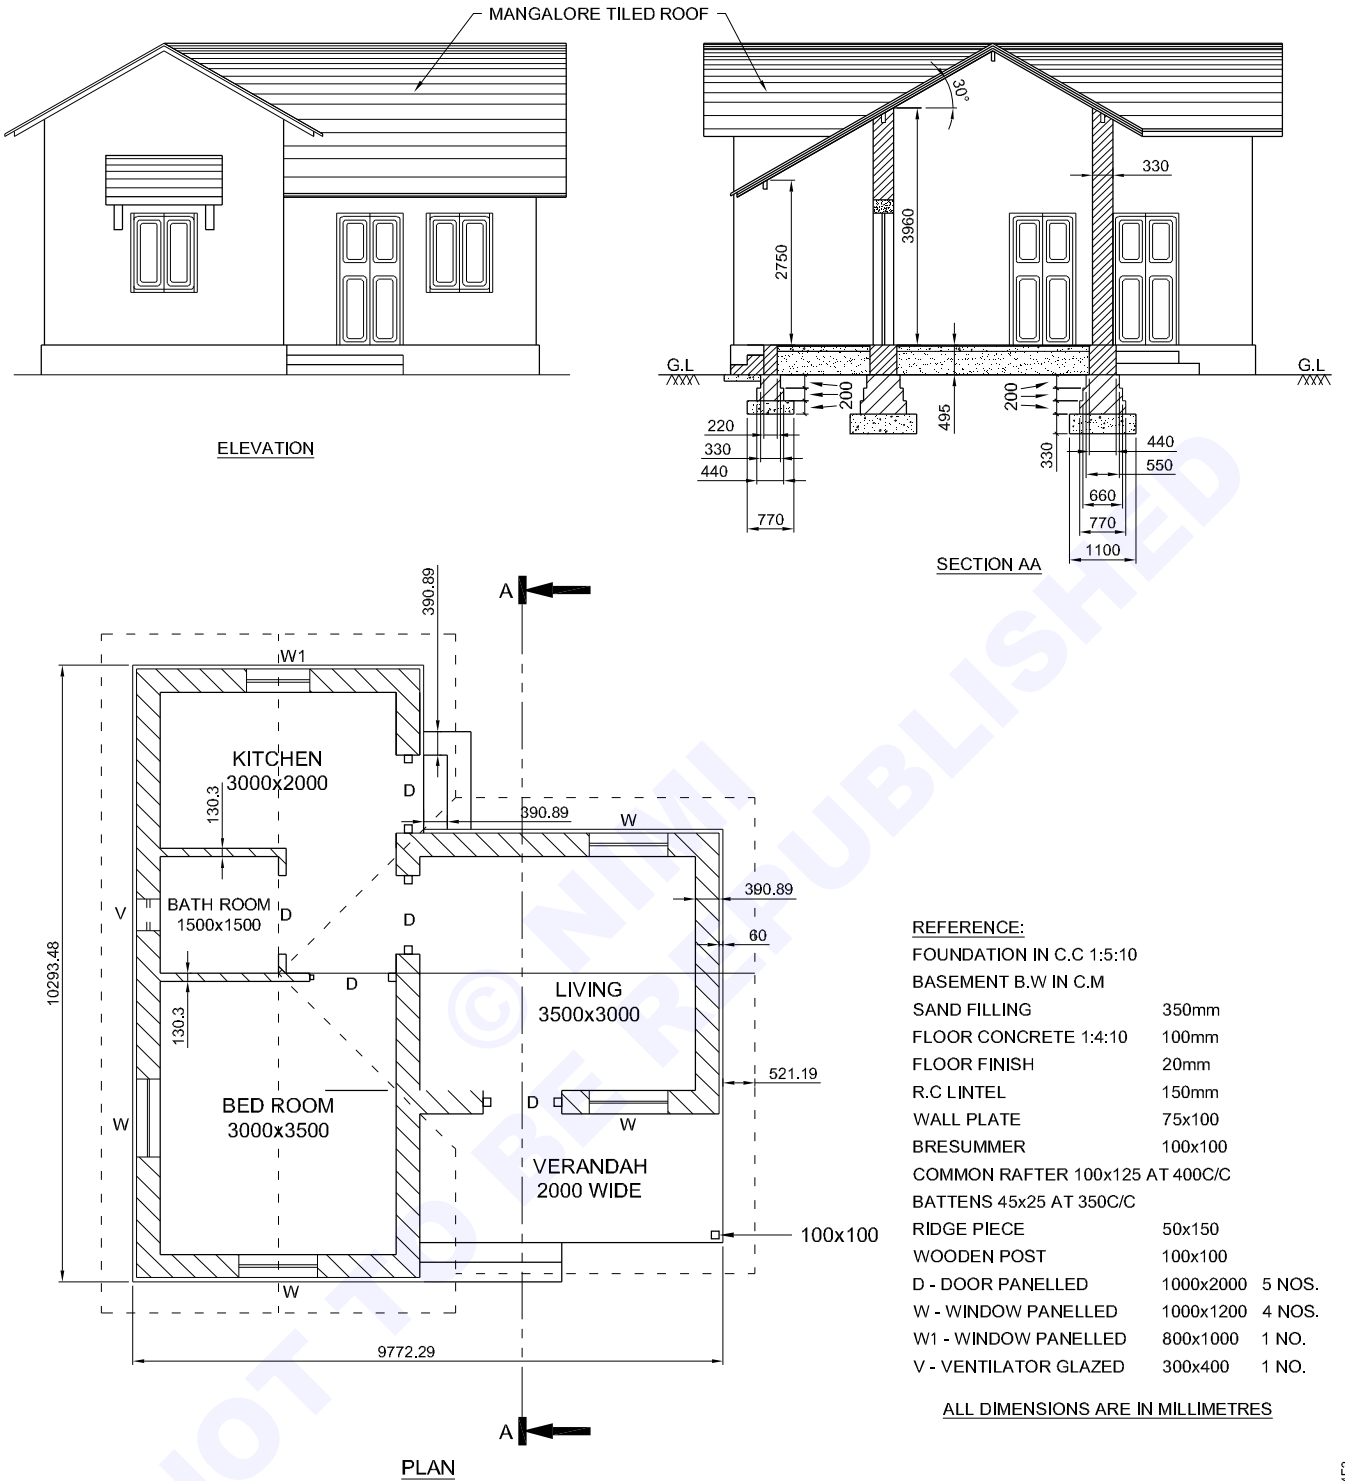 MANGALORE TILED ROOF
30°
330
3960
2750
G.L
G.L
200
200
495
330
220
330
440
770
440
550
660
770
1100
ELEVATION
SECTION AA
A
390.89
W1
KITCHEN
3000x2000
130.3
D
390.89
W
BATH ROOM
1500x1500
V
D
D
390.89
60
10293.48
130.3
D
LIVING
3500x3000
521.19
BED ROOM
3000x3500
W
D
W
VERANDAH
2000 WIDE
100x100
W
9772.29
A
PLAN
REFERENCE:
FOUNDATION IN C.C 1:5:10
BASEMENT B.W IN C.M
SAND FILLING 350mm
FLOOR CONCRETE 1:4:10 100mm
FLOOR FINISH 20mm
R.C LINTEL 150mm
WALL PLATE 75x100
BRESUMMER 100x100
COMMON RAFTER 100x125 AT 400C/C
BATTENS 45x25 AT 350C/C
RIDGE PIECE 50x150
WOODEN POST 100x100
D - DOOR PANELLED 1000x2000 5 NOS.
W - WINDOW PANELLED 1000x1200 4 NOS.
W1 - WINDOW PANELLED 800x1000 1 NO.
V - VENTILATOR GLAZED 300x400 1 NO.
ALL DIMENSIONS ARE IN MILLIMETRES
© NIMI
NOT TO BE REPUBLISHED